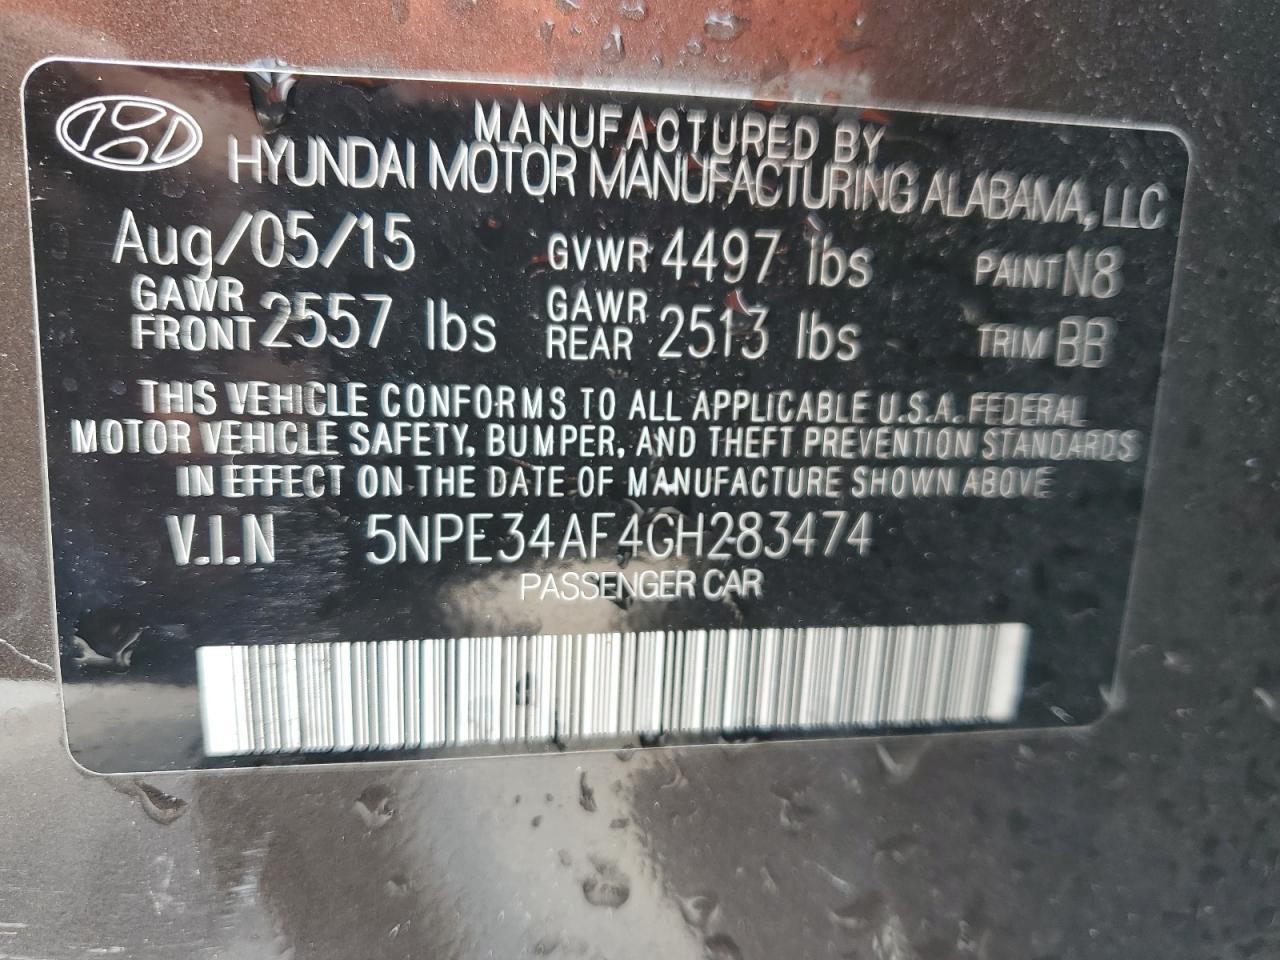 MANUFACTURED BY
HYUNDAI MOTOR MANUFACTURING ALABAMA, LLC
Aug/05/15 GVWR 4497 lbs PAINT N8
GAWR FRONT 2557 lbs GAWR REAR 2513 lbs TRIM BB
THIS VEHICLE CONFORMS TO ALL APPLICABLE U.S.A. FEDERAL
MOTOR VEHICLE SAFETY, BUMPER, AND THEFT PREVENTION STANDARDS
IN EFFECT ON THE DATE OF MANUFACTURE SHOWN ABOVE
V.I.N 5NPE34AF4GH283474
PASSENGER CAR